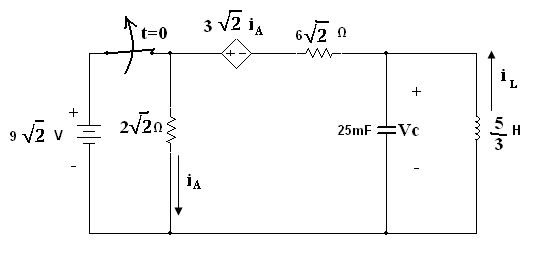 t=0
3 √2 iA
6√2 Ω
+ -
+
9 √2 v
-
2√2Ω
iA
25mF
+
Vc
-
iL
5/3 H